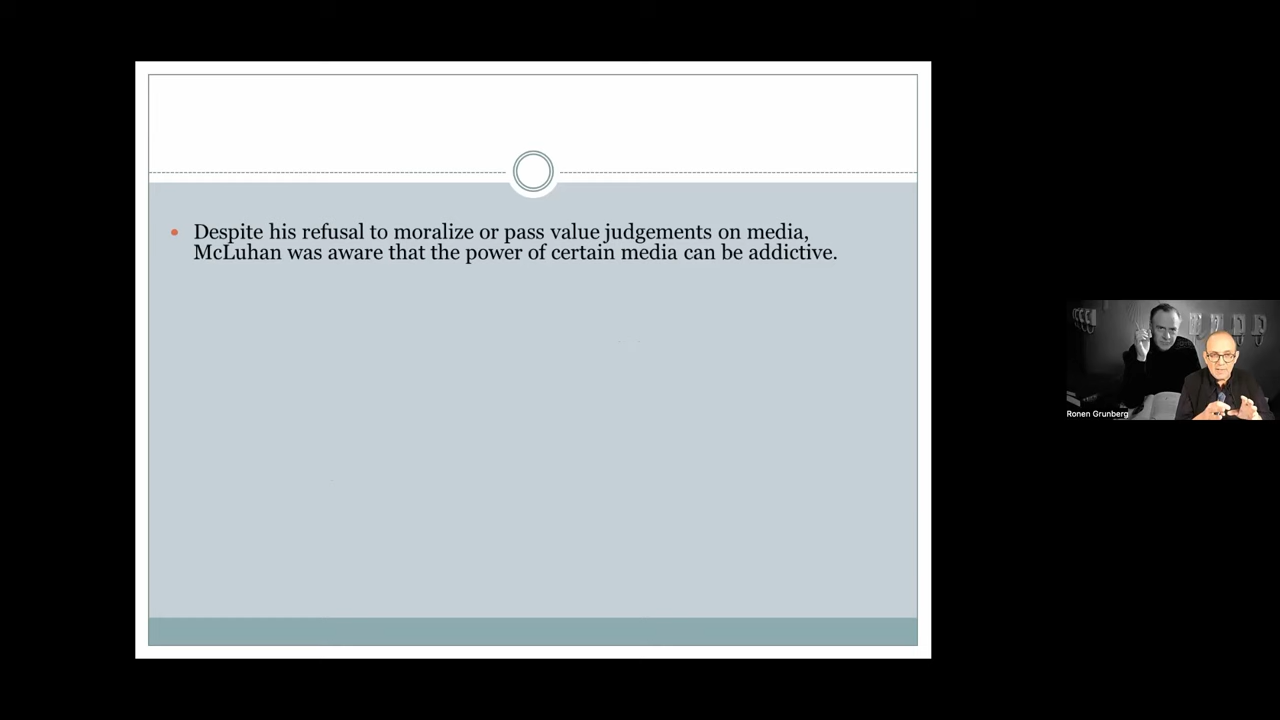 • Despite his refusal to moralize or pass value judgements on media,
McLuhan was aware that the power of certain media can be addictive.
Ronen Grunberg